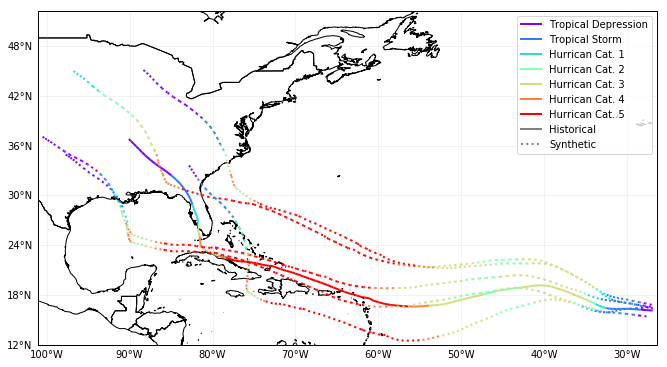 48°N
42°N
36°N
30°N
24°N
18°N
12°N
100°W 90°W 80°W 70°W 60°W 50°W 40°W 30°W
Tropical Depression
Tropical Storm
Hurrican Cat. 1
Hurrican Cat. 2
Hurrican Cat. 3
Hurrican Cat. 4
Hurrican Cat. 5
Historical
Synthetic